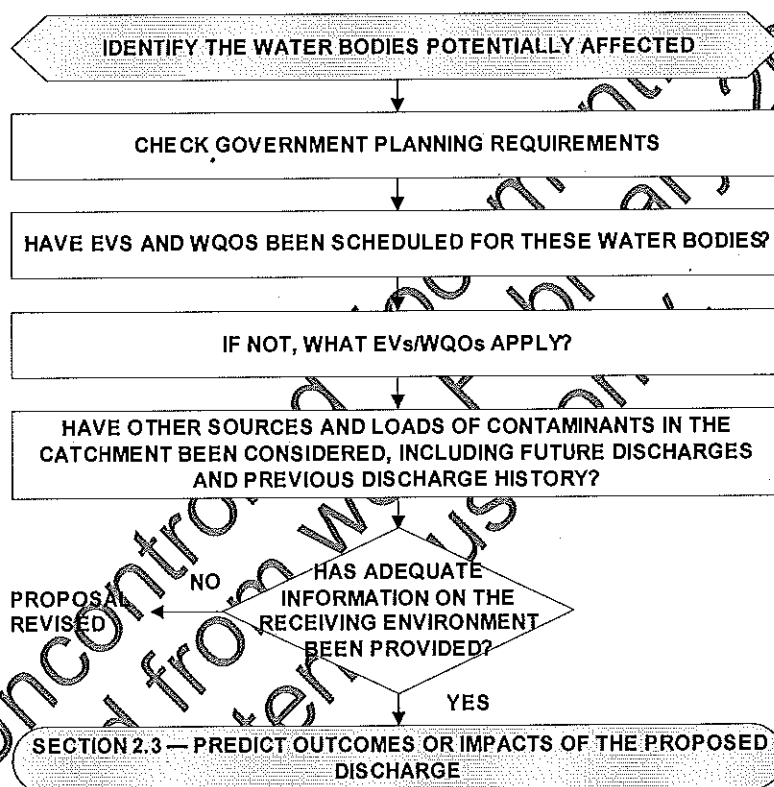 IDENTIFY THE WATER BODIES POTENTIALLY AFFECTED
CHECK GOVERNMENT PLANNING REQUIREMENTS
HAVE EVS AND WQOS BEEN SCHEDULED FOR THESE WATER BODIES?
IF NOT, WHAT EVs/WQOs APPLY?
HAVE OTHER SOURCES AND LOADS OF CONTAMINANTS IN THE
CATCHMENT BEEN CONSIDERED, INCLUDING FUTURE DISCHARGES
AND PREVIOUS DISCHARGE HISTORY?
HAS ADEQUATE
INFORMATION ON THE
RECEIVING ENVIRONMENT
BEEN PROVIDED?
NO
PROPOSAL
REVISED
YES
SECTION 2.3 — PREDICT OUTCOMES OR IMPACTS OF THE PROPOSED
DISCHARGE